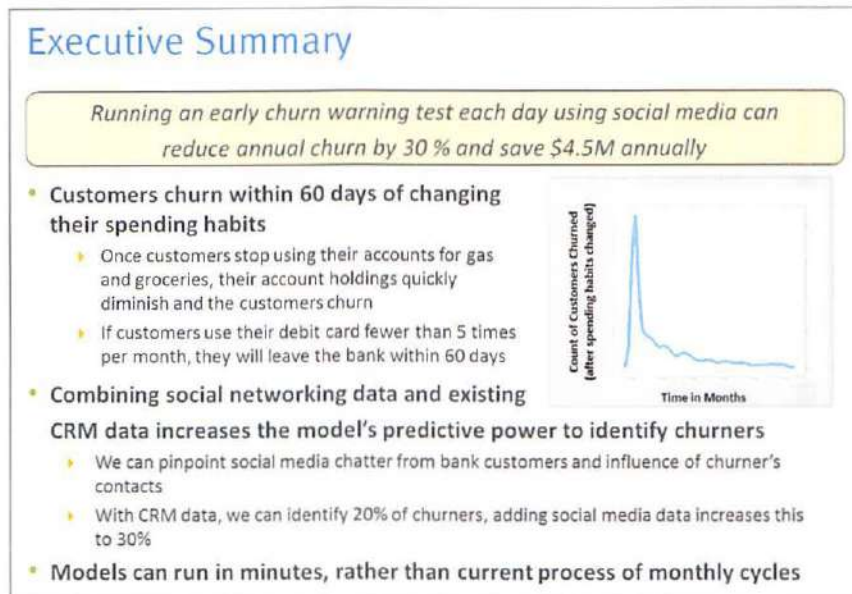 Executive Summary
Running an early churn warning test each day using social media can
reduce annual churn by 30 % and save $4.5M annually
• Customers churn within 60 days of changing
their spending habits
Once customers stop using their accounts for gas
and groceries, their account holdings quickly
diminish and the customers churn
If customers use their debit card fewer than 5 times
per month, they will leave the bank within 60 days
Count of Customers Churned
(after spending habits changed)
Time in Months
• Combining social networking data and existing
CRM data increases the model's predictive power to identify churners
We can pinpoint social media chatter from bank customers and influence of churner's
contacts
With CRM data, we can identify 20% of churners, adding social media data increases this
to 30%
• Models can run in minutes, rather than current process of monthly cycles